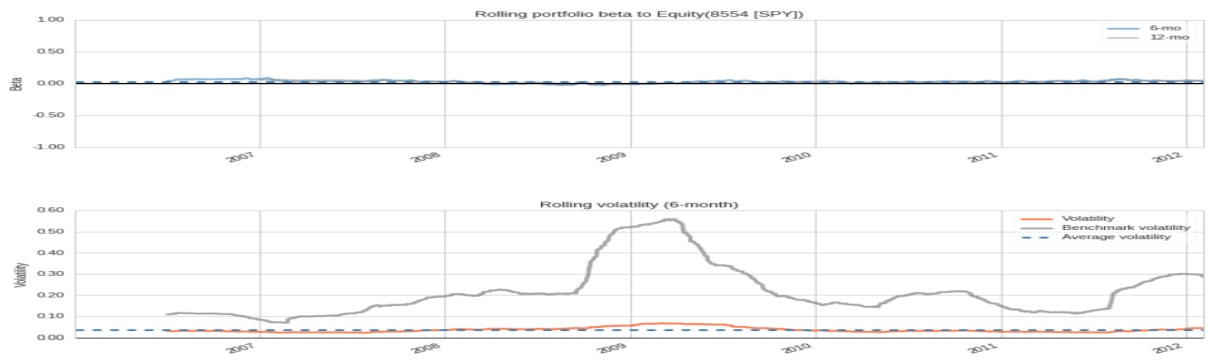 Rolling portfolio beta to Equity(8554 [SPY])
1.00
6-mo
12-mo
0.50
Beta
0.00
-0.50
-1.00
2007
2008
2009
2010
2011
2012
Rolling volatility (6-month)
0.60
Volatility
Benchmark volatility
Average volatility
0.50
0.40
0.30
Volatility
0.20
0.10
0.00
2007
2008
2009
2010
2011
2012